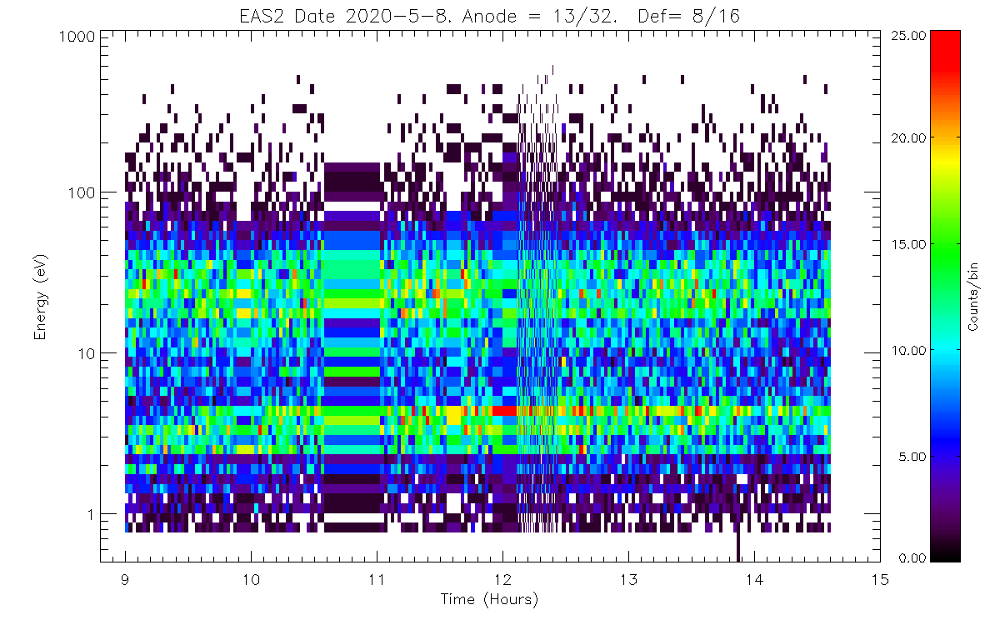 EAS2 Date 2020-5-8. Anode = 13/32.  Def= 8/16
1000
100
10
1
Energy (eV)
9 10 11 12 13 14 15
Time (Hours)
25.00
20.00
15.00
10.00
5.00
0.00
Counts/bin